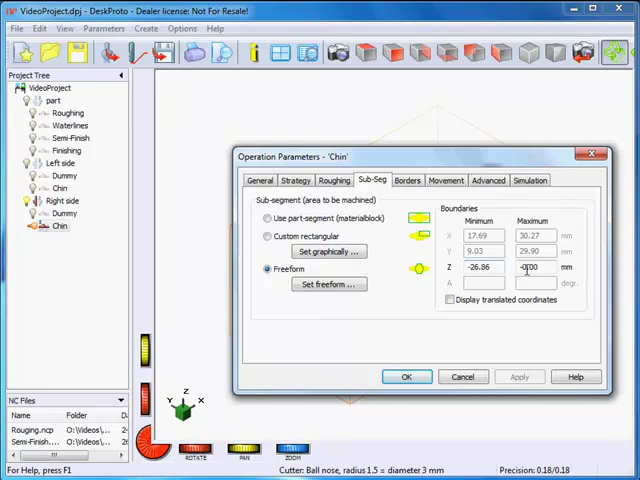 VideoProject.dpj - DeskProto - Dealer license: Not For Resale!
File Edit View Parameters Create Options Help
Project Tree
VideoProject
part
Roughing
Waterlines
Semi-Finish
Finishing
Left side
Dummy
Chin
Right side
Dummy
Chin
Operation Parameters - 'Chin'
General Strategy Roughing Sub-Seg Borders Movement Advanced Simulation
Sub-segment (area to be machined)
Use part-segment (materialblock)
Custom rectangular
Set graphically ...
Freeform
Set freeform ...
Boundaries
Minimum Maximum
X 17.69 30.27 mm
Y 9.03 29.90 mm
Z -26.86 -0.00 mm
A degr.
Display translated coordinates
OK Cancel Apply Help
NC Files
Name Folder D
Rouging.ncp O:\Videos\ 2
Semi-Finish.... O:\Videos\ 4
Z
Y X
ROTATE PAN ZOOM
For Help, press F1
Cutter: Ball nose, radius 1.5 = diameter 3 mm
Precision: 0.18/0.18